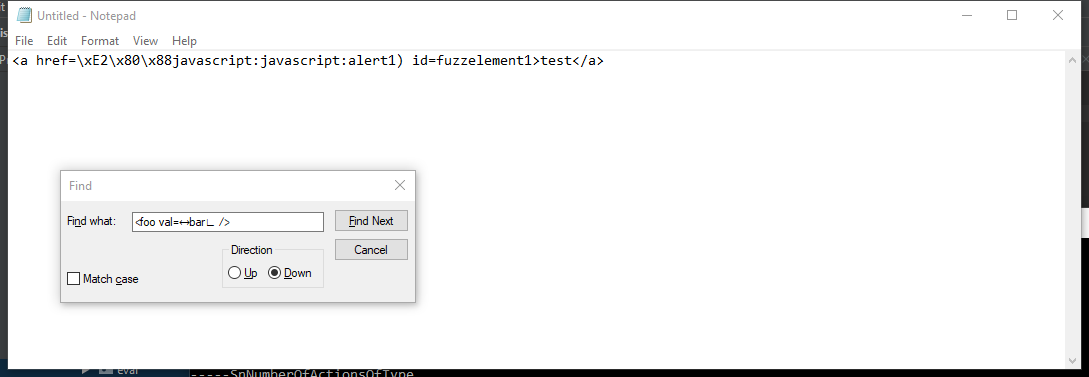 Untitled - Notepad
File Edit Format View Help
<a href=\xE2\x80\x88javascript:javascript:alert1) id=fuzzelement1>test</a>
Find
Find what: <foo val=↔bar∟ /> Find Next
Direction Cancel
Up Down
Match case
eval
-----SnNumberOfActionsOfType